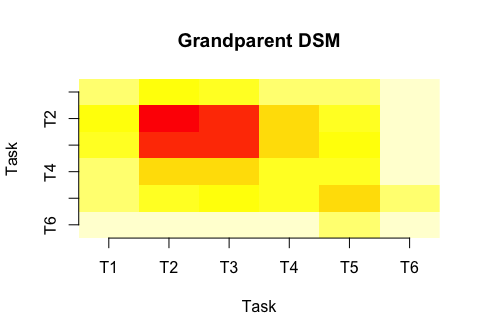 Grandparent DSM
Task
T2
T4
T6
T1 T2 T3 T4 T5 T6
Task